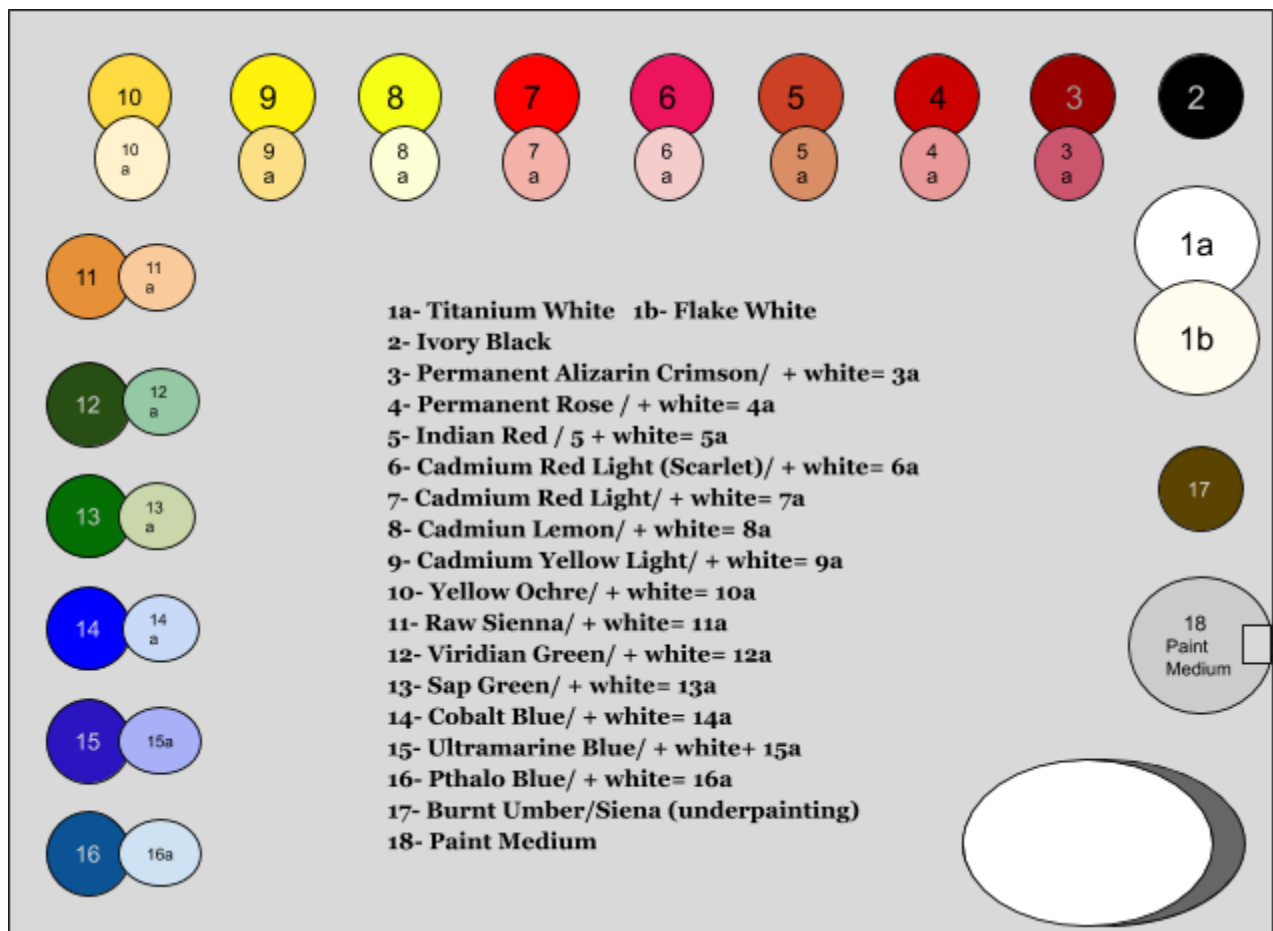 10 9 8 7 6 5 4 3 2
10 a 9 a 8 a 7 a 6 a 5 a 4 a 3 a
1a
1b
11 11 a
12 12 a
13 13 a
14 14 a
15 15a
16 16a
1a- Titanium White 1b- Flake White
2- Ivory Black
3- Permanent Alizarin Crimson/ + white= 3a
4- Permanent Rose / + white= 4a
5- Indian Red / 5 + white= 5a
6- Cadmium Red Light (Scarlet)/ + white= 6a
7- Cadmium Red Light/ + white= 7a
8- Cadmiun Lemon/ + white= 8a
9- Cadmium Yellow Light/ + white= 9a
10- Yellow Ochre/ + white= 10a
11- Raw Sienna/ + white= 11a
12- Viridian Green/ + white= 12a
13- Sap Green/ + white= 13a
14- Cobalt Blue/ + white= 14a
15- Ultramarine Blue/ + white+ 15a
16- Pthalo Blue/ + white= 16a
17- Burnt Umber/Siena (underpainting)
18- Paint Medium
17
18
Paint
Medium